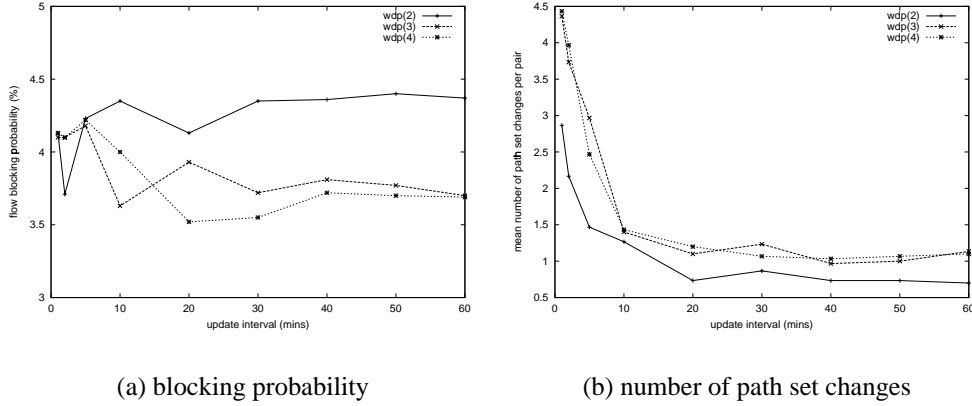 5
4.5
4
3.5
3
0
10
20
30
40
50
60
flow blocking probability (%)
update interval (mins)
wdp(2)
wdp(3)
wdp(4)
(a) blocking probability
4.5
4
3.5
3
2.5
2
1.5
1
0.5
0
10
20
30
40
50
60
mean number of path set changes per pair
update interval (mins)
wdp(2)
wdp(3)
wdp(4)
(b) number of path set changes